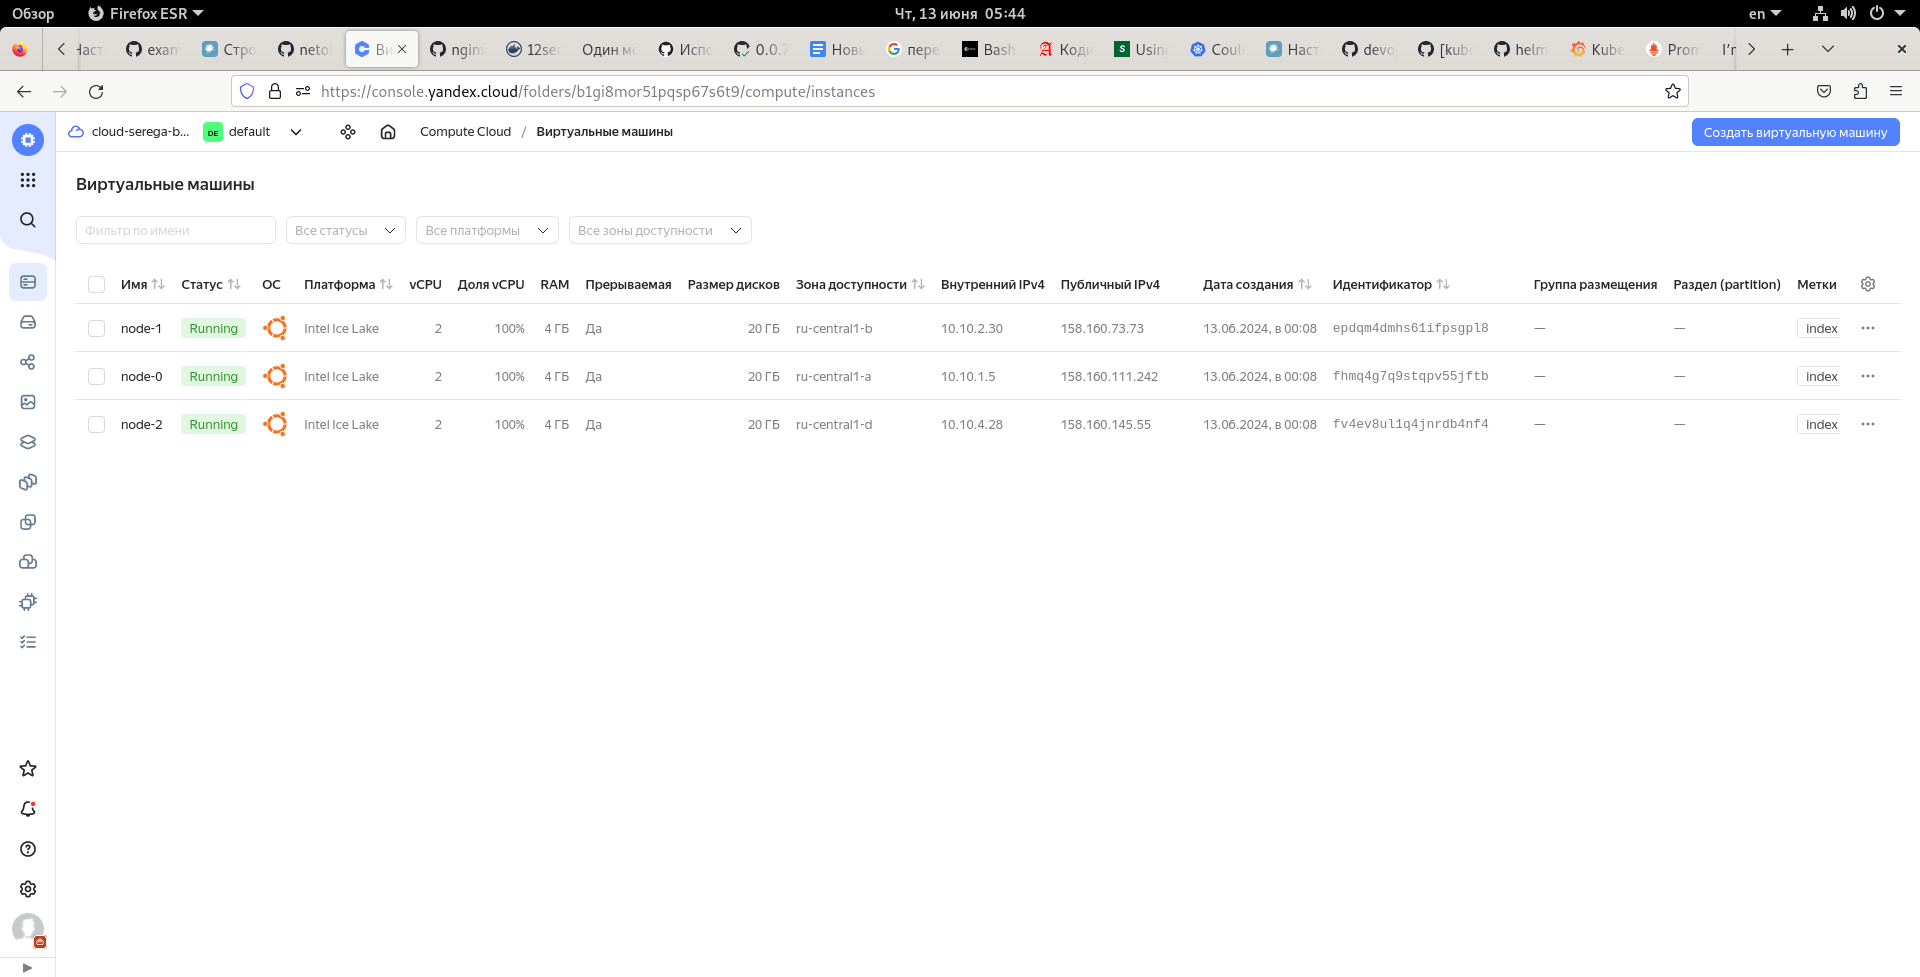 Обзор Firefox ESR Чт, 13 июня 05:44 en
Наст exam Стро neto Ви nginx 12se Один мо Испо 0.0.7 Новы пере Bash Коди Using Coul Наст devo [kube helm Kube Prom I'm
https://console.yandex.cloud/folders/b1gi8mor51pqsp67s6t9/compute/instances
cloud-serega-b... DE default Compute Cloud / Виртуальные машины Создать виртуальную машину
Виртуальные машины
Фильтр по имени Все статусы Все платформы Все зоны доступности
Имя Статус ОС Платформа vCPU Доля vCPU RAM Прерываемая Размер дисков Зона доступности Внутренний IPv4 Публичный IPv4 Дата создания Идентификатор Группа размещения Раздел (partition) Метки
node-1 Running Intel Ice Lake 2 100% 4 ГБ Да 20 ГБ ru-central1-b 10.10.2.30 158.160.73.73 13.06.2024, в 00:08 epdqm4dmhs61ifpsgpl8 — — index
node-0 Running Intel Ice Lake 2 100% 4 ГБ Да 20 ГБ ru-central1-a 10.10.1.5 158.160.111.242 13.06.2024, в 00:08 fhmq4g7q9stqpv55jftb — — index
node-2 Running Intel Ice Lake 2 100% 4 ГБ Да 20 ГБ ru-central1-d 10.10.4.28 158.160.145.55 13.06.2024, в 00:08 fv4ev8ul1q4jnrdb4nf4 — — index